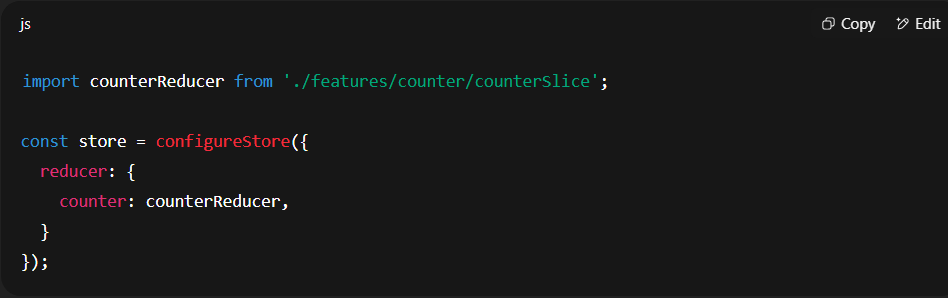 js
Copy
Edit
import counterReducer from './features/counter/counterSlice';
const store = configureStore({
  reducer: {
    counter: counterReducer,
  }
});